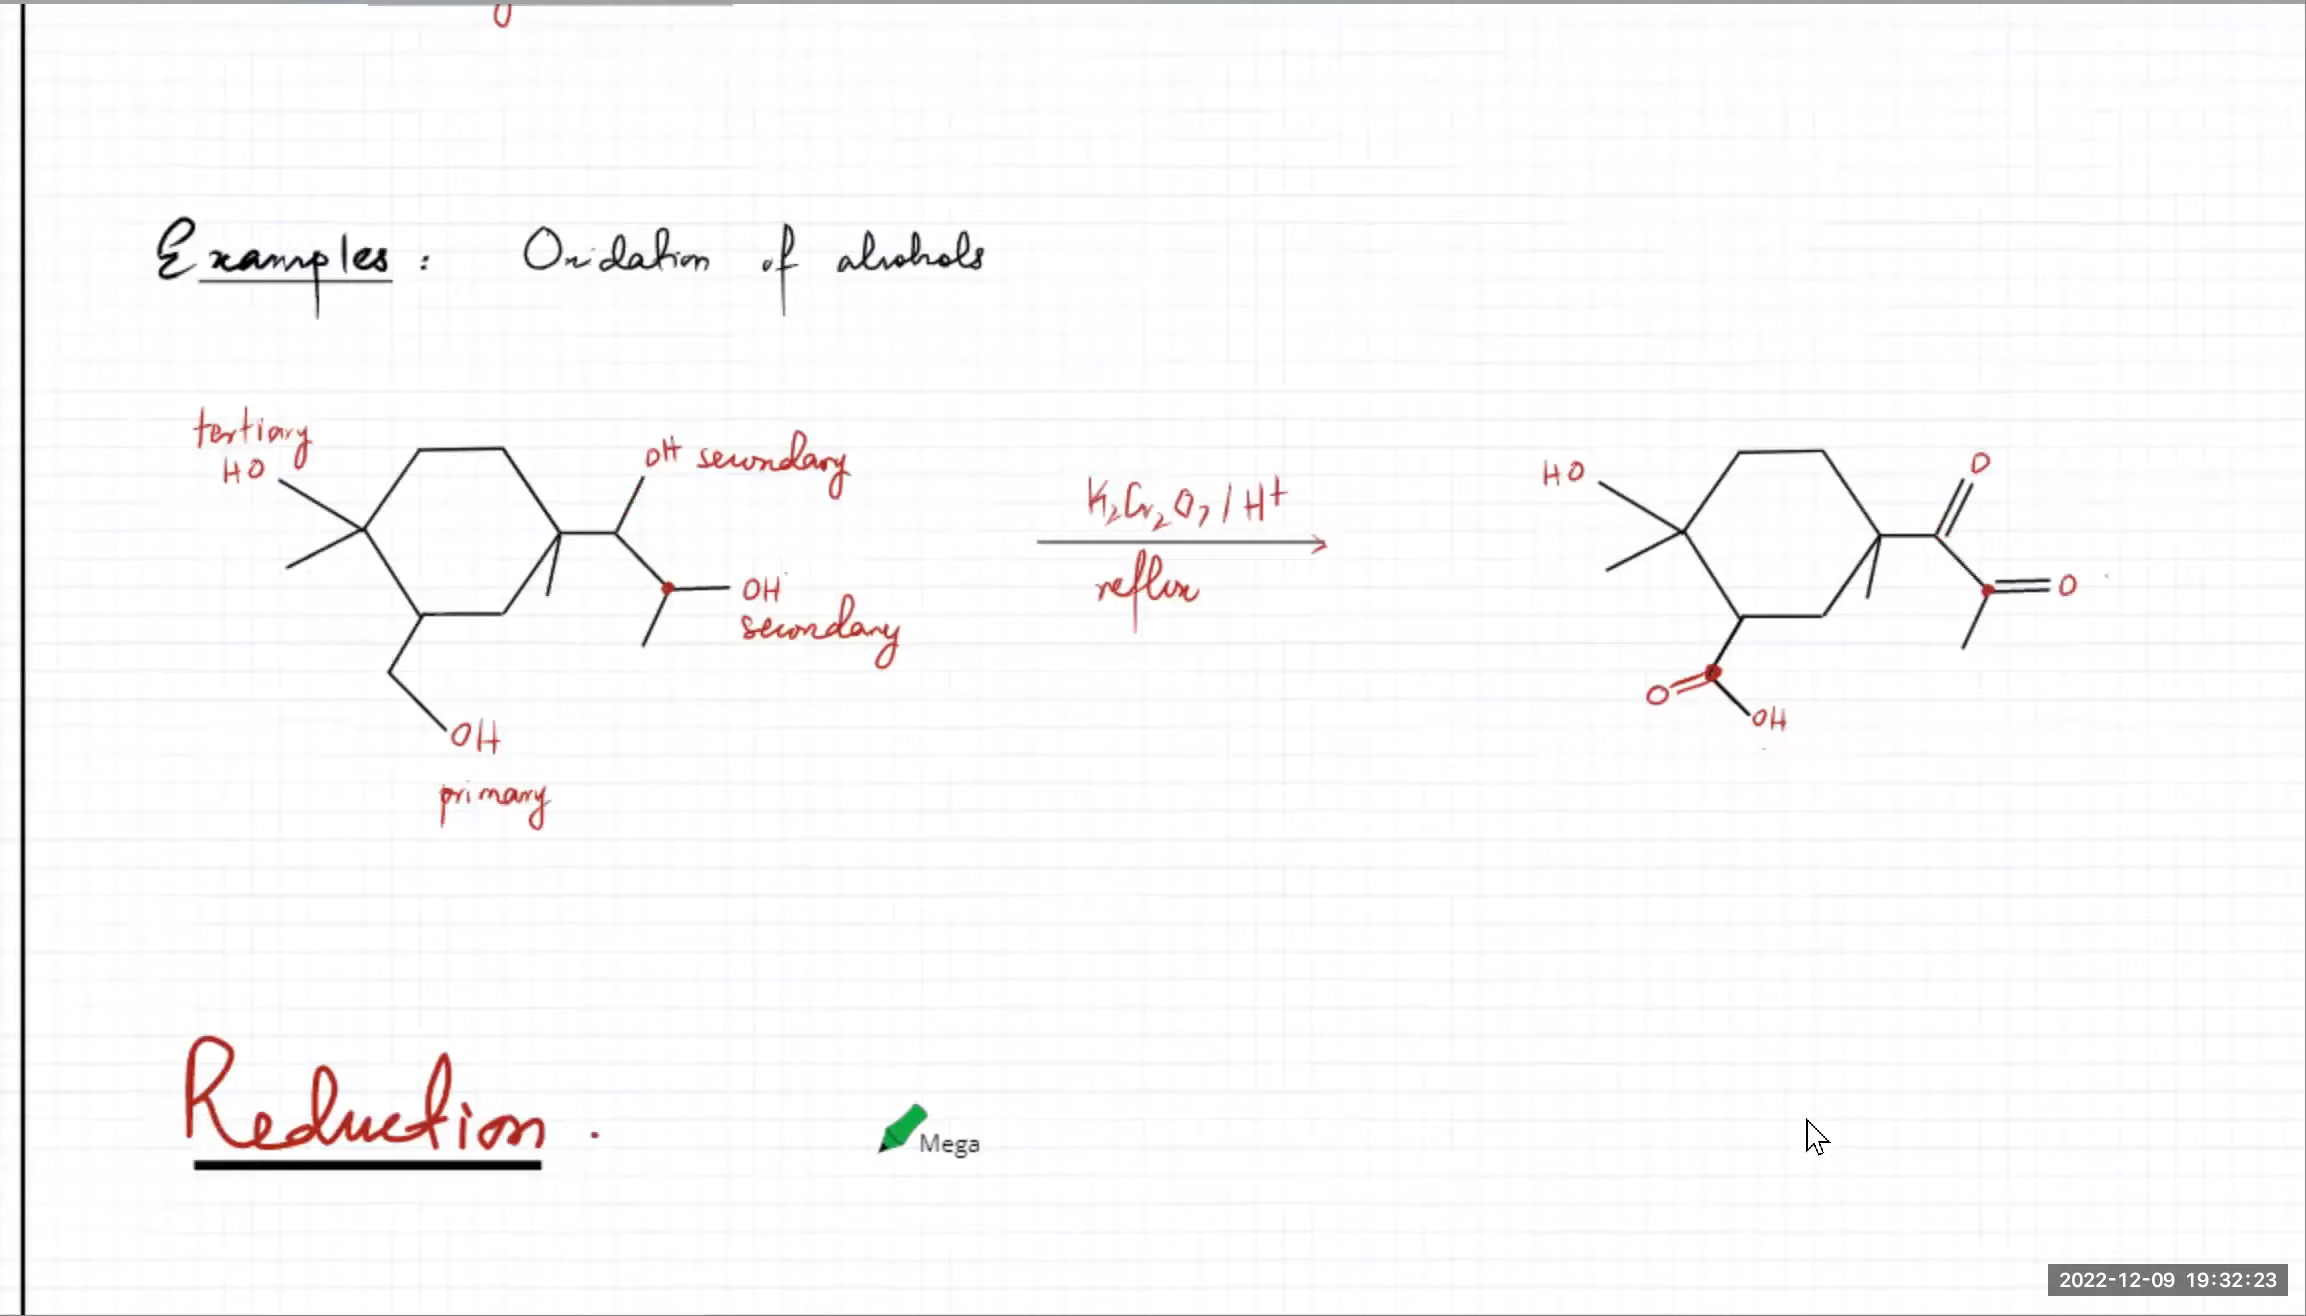 Examples : Oxidation of alcohols
tertiary
HO
OH secondary
OH
secondary
OH
primary
K₂Cr₂O₇ / H⁺
reflux
HO
O
O
O
OH
Reduction .
Mega
2022-12-09 19:32:23